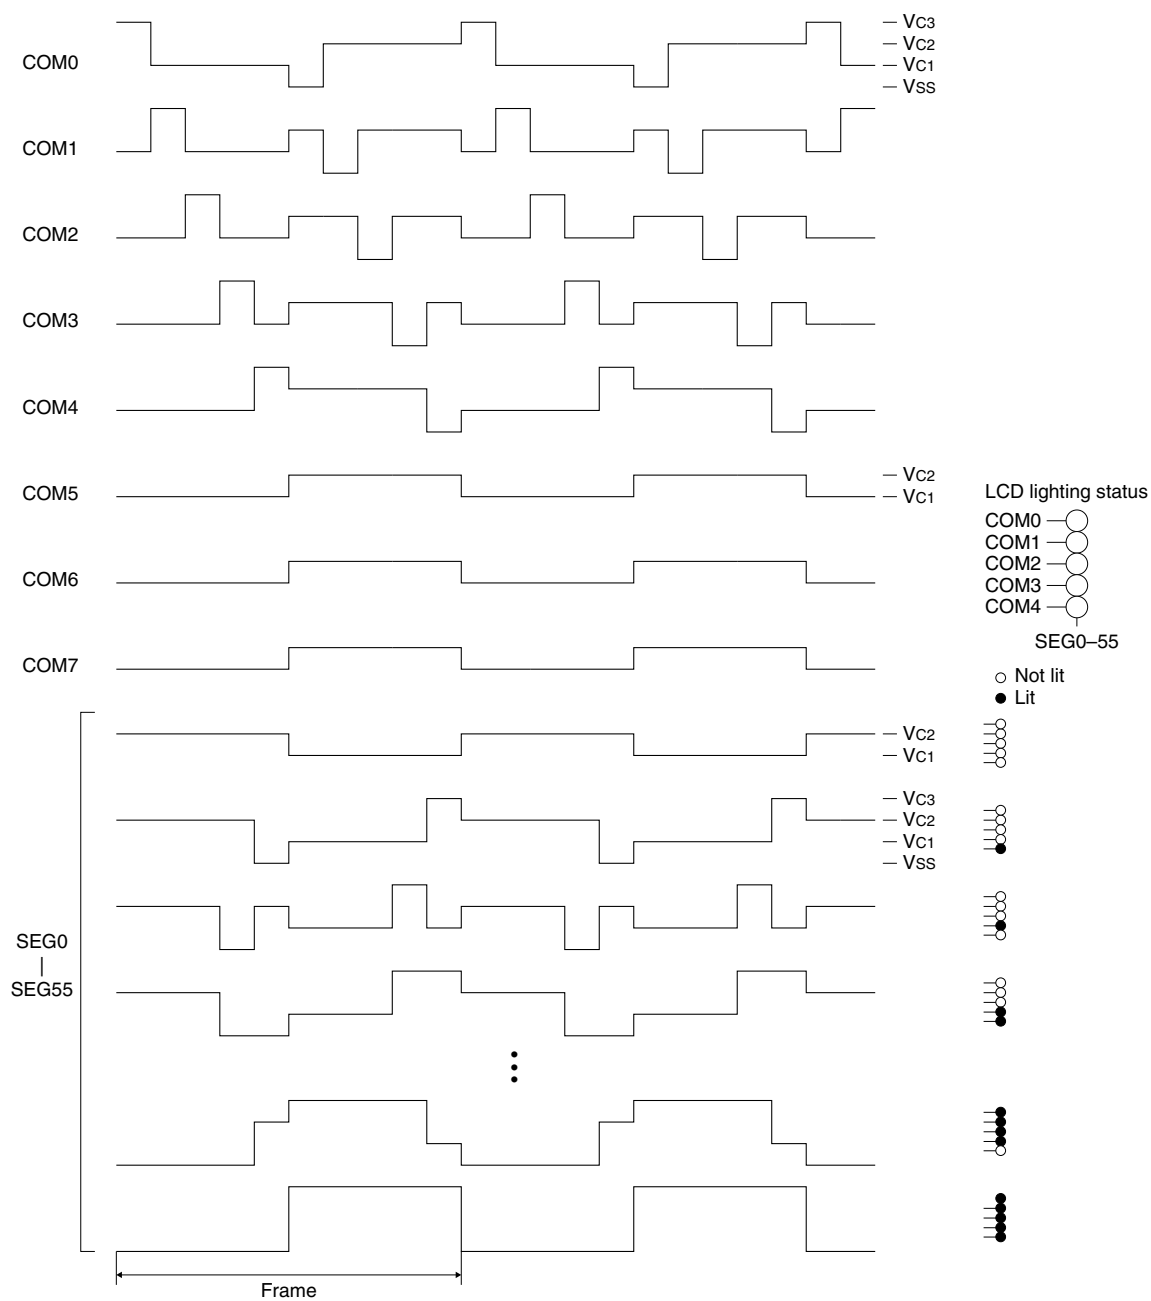 COM0
VC3
VC2
VC1
VSS
COM1
COM2
COM3
COM4
COM5
VC2
VC1
COM6
COM7
LCD lighting status
COM0
COM1
COM2
COM3
COM4
SEG0–55
Not lit
Lit
VC2
VC1
VC3
VC2
VC1
VSS
SEG0
SEG55
Frame